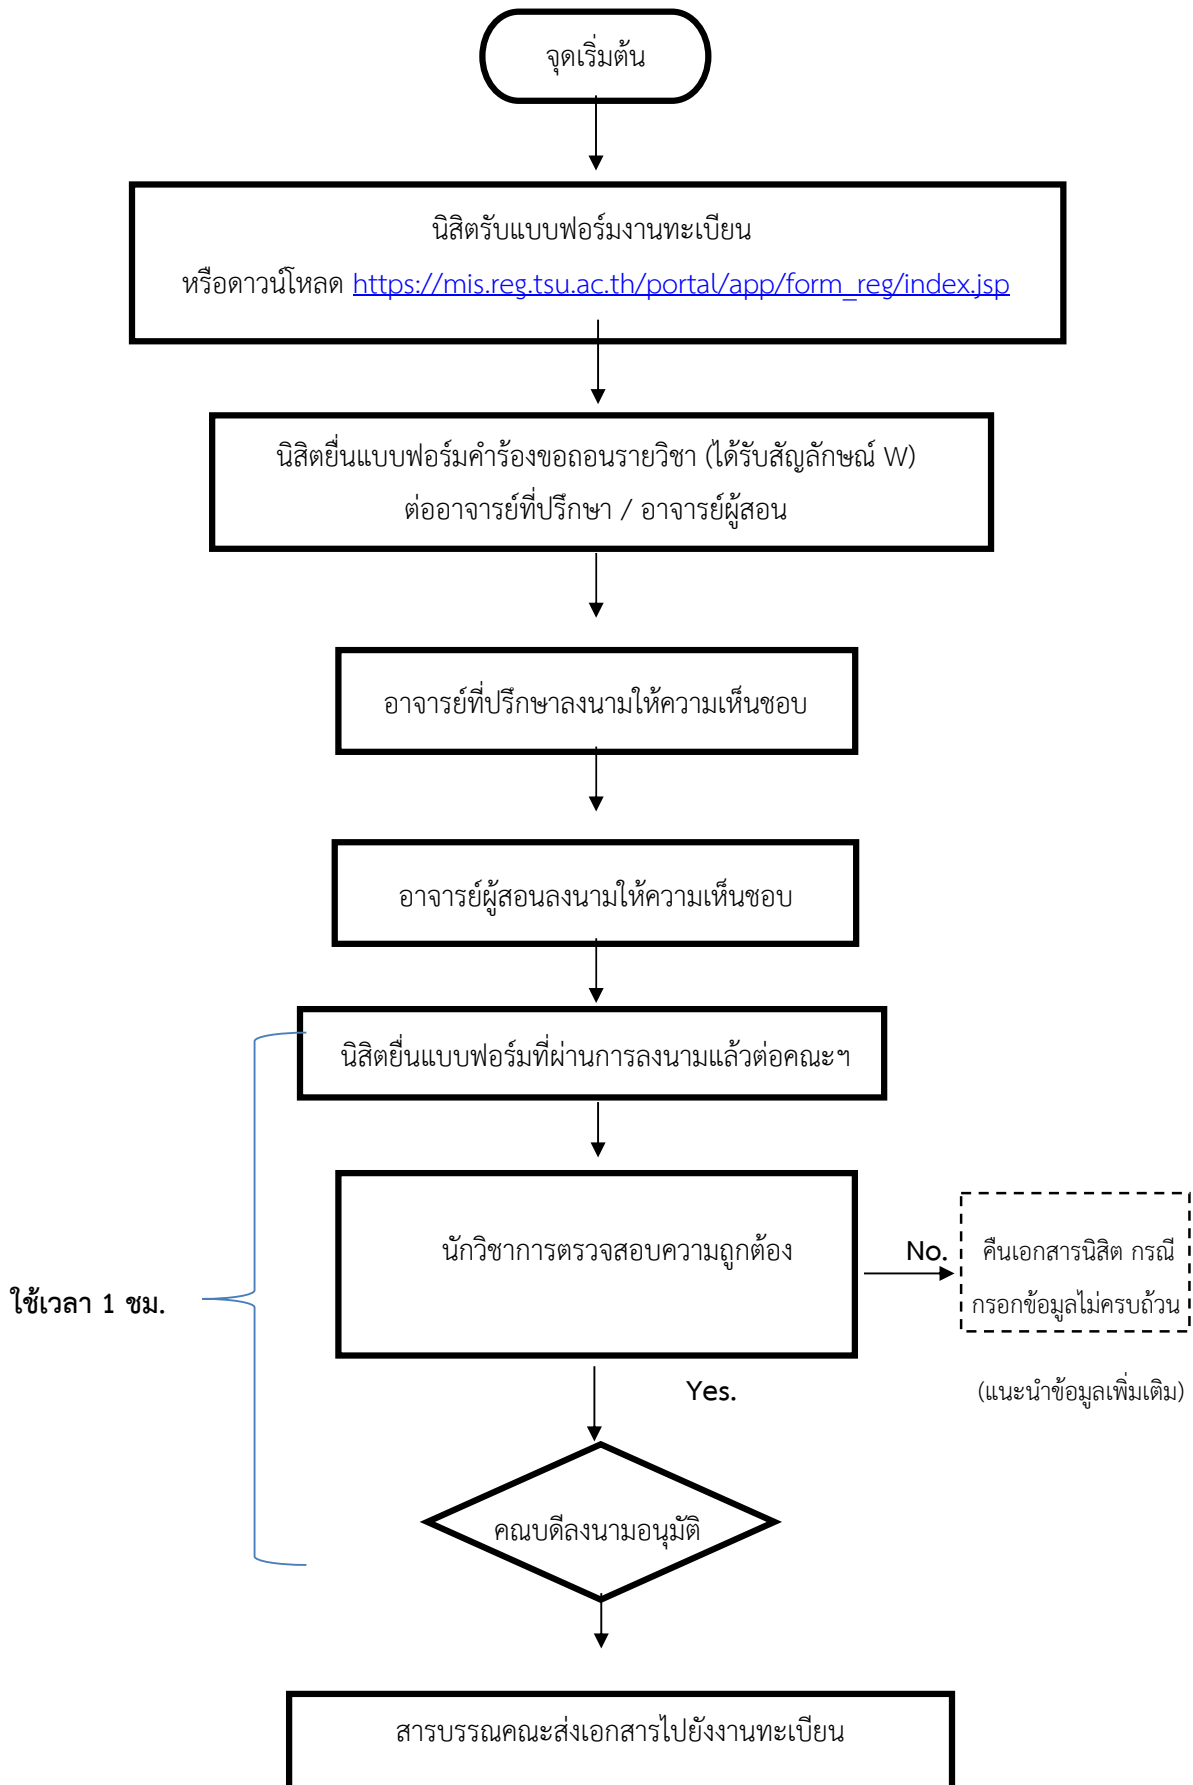 จุดเริ่มต้น
นิสิตรับแบบฟอร์มงานทะเบียน
หรือดาวน์โหลด https://mis.reg.tsu.ac.th/portal/app/form_reg/index.jsp
นิสิตยื่นแบบฟอร์มคำร้องขอถอนรายวิชา (ได้รับสัญลักษณ์ W)
ต่ออาจารย์ที่ปรึกษา / อาจารย์ผู้สอน
อาจารย์ที่ปรึกษาลงนามให้ความเห็นชอบ
อาจารย์ผู้สอนลงนามให้ความเห็นชอบ
นิสิตยื่นแบบฟอร์มที่ผ่านการลงนามแล้วต่อคณะฯ
นักวิชาการตรวจสอบความถูกต้อง
No.
คืนเอกสารนิสิต กรณี
กรอกข้อมูลไม่ครบถ้วน
ใช้เวลา 1 ชม.
Yes.
(แนะนำข้อมูลเพิ่มเติม)
คณบดีลงนามอนุมัติ
สารบรรณคณะส่งเอกสารไปยังงานทะเบียน